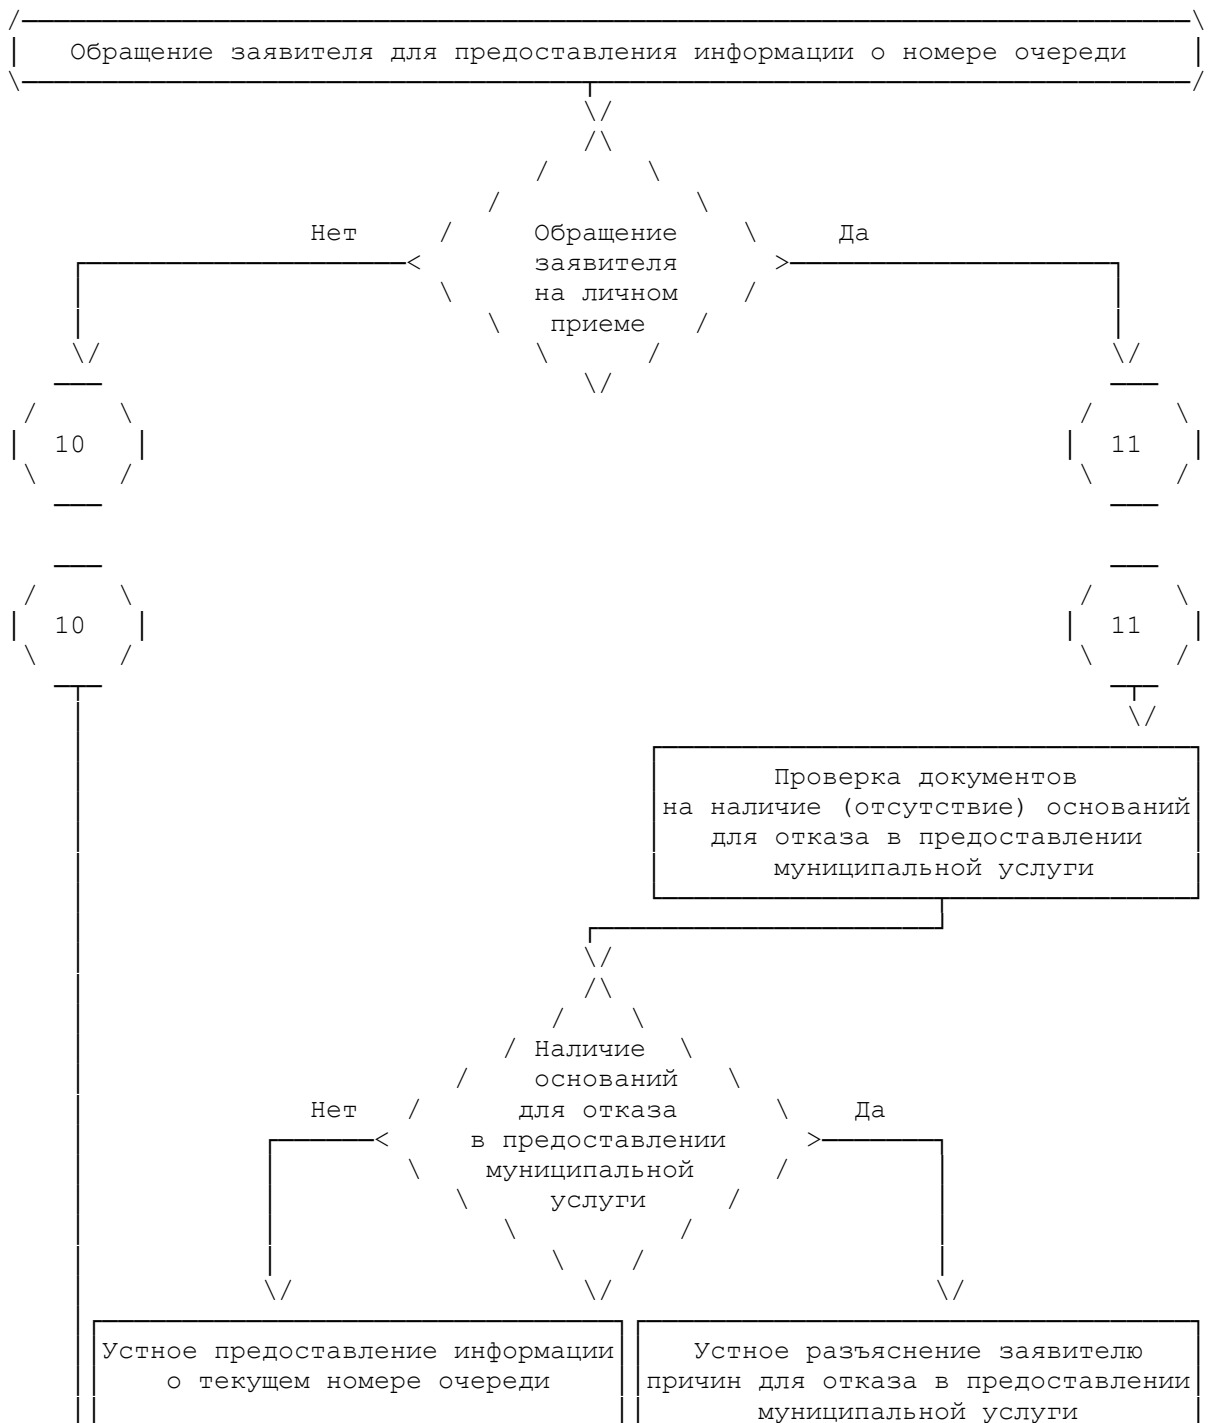 Обращение заявителя для предоставления информации о номере очереди
Нет
Обращение
Да
заявителя
на личном
приеме
10
11
10
11
Проверка документов
на наличие (отсутствие) оснований
для отказа в предоставлении
муниципальной услуги
Наличие
оснований
Нет
для отказа
Да
в предоставлении
муниципальной
услуги
Устное предоставление информации
о текущем номере очереди
Устное разъяснение заявителю
причин для отказа в предоставлении
муниципальной услуги